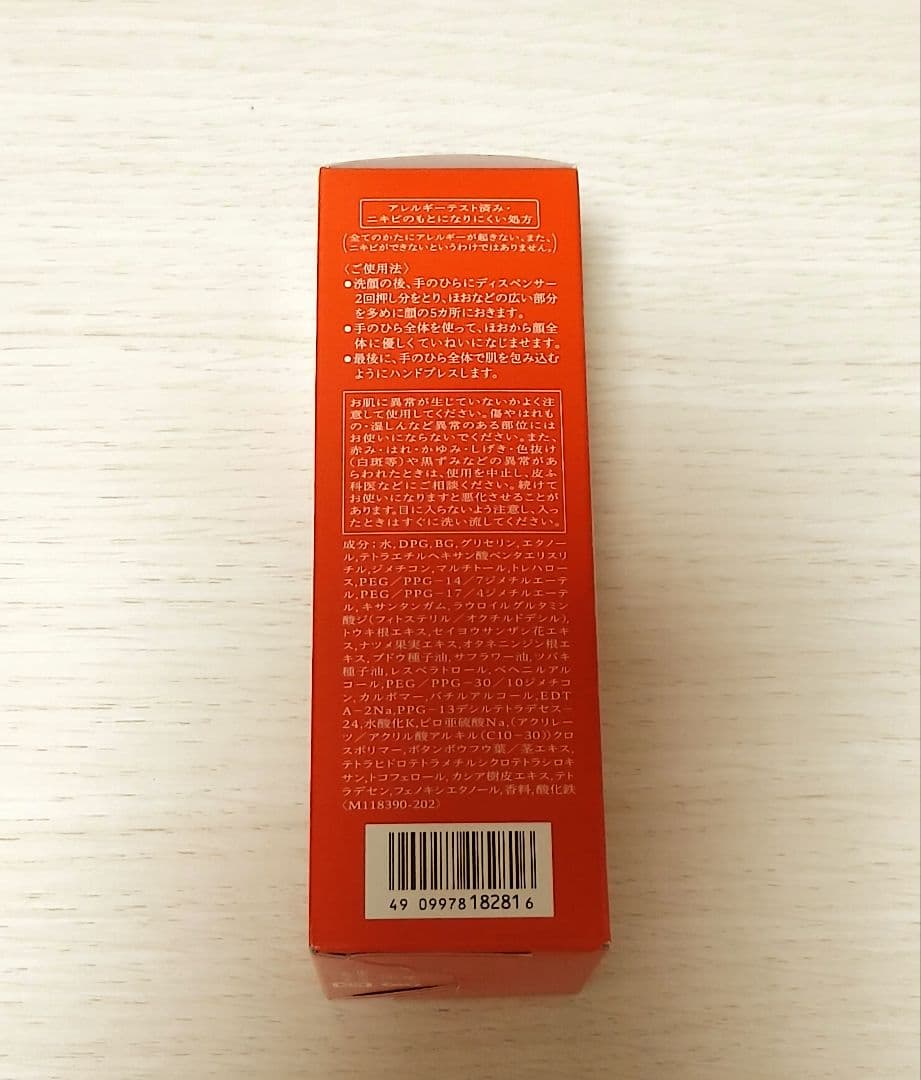 アレルギーテスト済み・
ニキビのもとになりにくい処方
(全てのかたにアレルギーが起きない、また、
ニキビができないというわけではありません。)
〈ご使用法〉
●洗顔の後、手のひらにディスペンサー
2回押し分をとり、ほおなどの広い部分
を多めに顔の5カ所におきます。
●手のひら全体を使って、ほおから顔全
体に優しくていねいになじませます。
●最後に、手のひら全体で肌を包み込む
ようにハンドプレスします。
お肌に異常が生じていないかよく注
意して使用してください。傷やはれも
の・湿しんなど異常のある部位には
お使いにならないでください。また、
赤み・はれ・かゆみ・しげき・色抜け
(白斑等)や黒ずみなどの異常があ
らわれたときは、使用を中止し、皮ふ
科医などにご相談ください。続けて
お使いになりますと悪化させることが
あります。目に入らないよう注意し、入っ
たときはすぐに洗い流してください。
成分:水,DPG,BG,グリセリン,エタノー
ル,テトラエチルヘキサン酸ペンタエリスリ
チル,ジメチコン,マルチトール,トレハロー
ス,PEG/PPG-14/7ジメチルエーテ
ル,PEG/PPG-17/4ジメチルエーテ
ル,キサンタンガム,ラウロイルグルタミン
酸ジ(フィトステリル/オクチルドデシル),
トウキ根エキス,セイヨウサンザシ花エキ
ス,ナツメ果実エキス,オタネニンジン根エ
キス,ブドウ種子油,サフラワー油,ツバキ
種子油,レスベラトロール,ベヘニルアル
コール,PEG/PPG-30/10ジメチコ
ン,カルボマー,バチルアルコール,EDT
A-2Na,PPG-13デシルテトラデセス-
24,水酸化K,ピロ亜硫酸Na,(アクリレー
ツ/アクリル酸アルキル(C10-30))クロ
スポリマー,ボタンボウフウ葉/茎エキス,
テトラヒドロテトラメチルシクロテトラシロキ
サン,トコフェロール,カシア樹皮エキス,テト
ラデセン,フェノキシエタノール,香料,酸化鉄
〈M118390-202〉
49 09978 182816